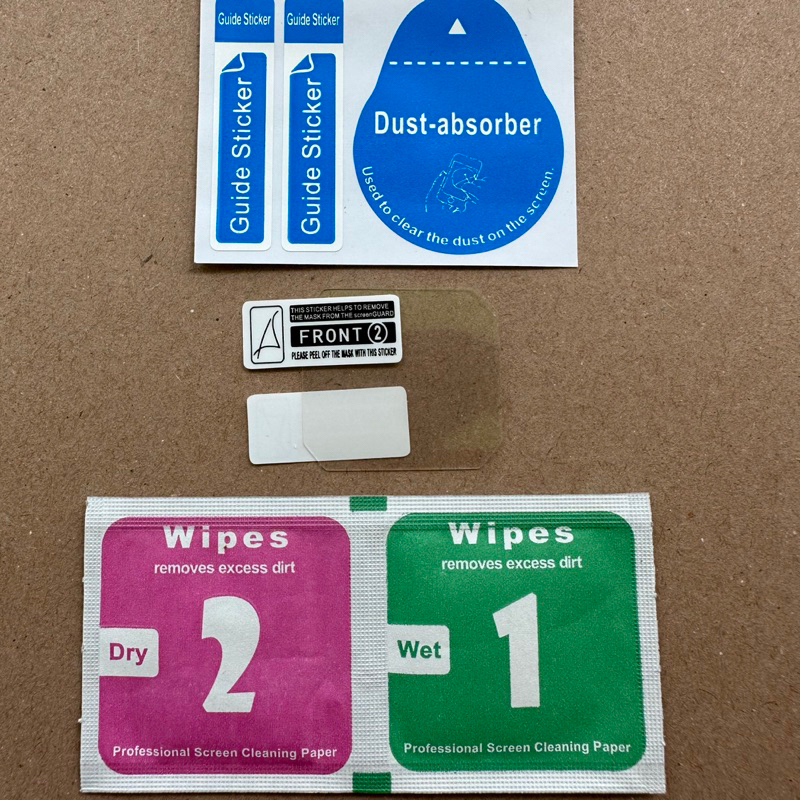 Guide Sticker
Guide Sticker
Guide Sticker
Guide Sticker
Dust-absorber
Used to clear the dust on the screen.
THIS STICKER HELPS TO REMOVE
THE MASK FROM THE screenGUARD
FRONT 2
PLEASE PEEL OFF THE MASK WITH THIS STICKER
Wipes
removes excess dirt
2
Dry
Professional Screen Cleaning Paper
Wipes
removes excess dirt
1
Wet
Professional Screen Cleaning Paper